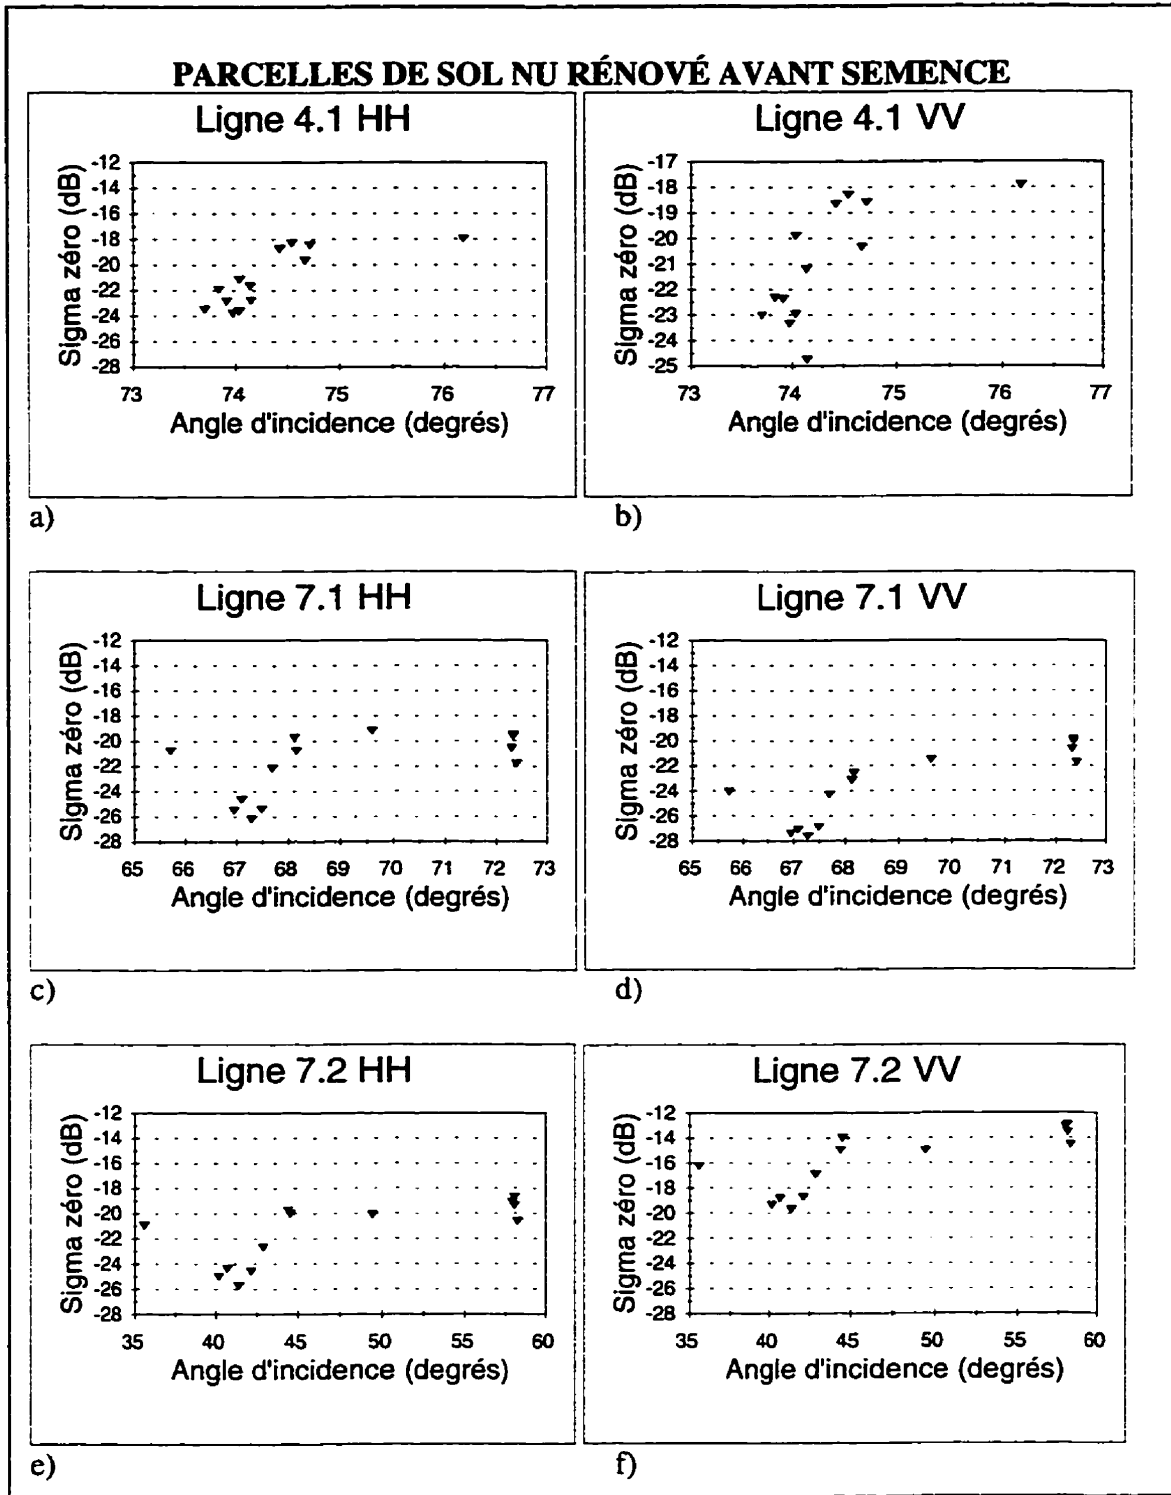 PARCELLES DE SOL NU RÉNOVÉ AVANT SEMENCE
Ligne 4.1 HH
Sigma zéro (dB)
-12
-14
-16
-18
-20
-22
-24
-26
-28
73 74 75 76 77
Angle d'incidence (degrés)
a)
Ligne 4.1 VV
Sigma zéro (dB)
-17
-18
-19
-20
-21
-22
-23
-24
-25
73 74 75 76 77
Angle d'incidence (degrés)
b)
Ligne 7.1 HH
Sigma zéro (dB)
-12
-14
-16
-18
-20
-22
-24
-26
-28
65 66 67 68 69 70 71 72 73
Angle d'incidence (degrés)
c)
Ligne 7.1 VV
Sigma zéro (dB)
-12
-14
-16
-18
-20
-22
-24
-26
-28
65 66 67 68 69 70 71 72 73
Angle d'incidence (degrés)
d)
Ligne 7.2 HH
Sigma zéro (dB)
-12
-14
-16
-18
-20
-22
-24
-26
-28
35 40 45 50 55 60
Angle d'incidence (degrés)
e)
Ligne 7.2 VV
Sigma zéro (dB)
-12
-14
-16
-18
-20
-22
-24
-26
-28
35 40 45 50 55 60
Angle d'incidence (degrés)
f)